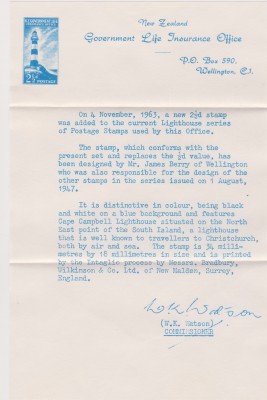 New Zealand
Government Life Insurance Office
P.O. Box 590,
Wellington, C.1.
2½ POSTAGE
On 4 November, 1963, a new 2½d stamp
was added to the current Lighthouse series
of Postage Stamps used by this Office.
The stamp, which conforms with the
present set and replaces the ½d value, has
been designed by Mr. James Berry of Wellington
who was also responsible for the design of
the other stamps in the series issued on 1 August,
1947.
It is distinctive in colour, being black
and white on a blue background and features
Cape Campbell lighthouse situated on the North
East point of the South Island, a lighthouse
that is well known to travellers to Christchurch,
both by air and sea. The stamp is 34 milli-
metres by 18 millimetres in size and is printed
by the Intaglio process by Messrs. Bradbury,
Wilkinson & Co. Ltd. of New Malden, Surrey,
England.
W.K. Watson
(W.K. Watson)
COMMISSIONER